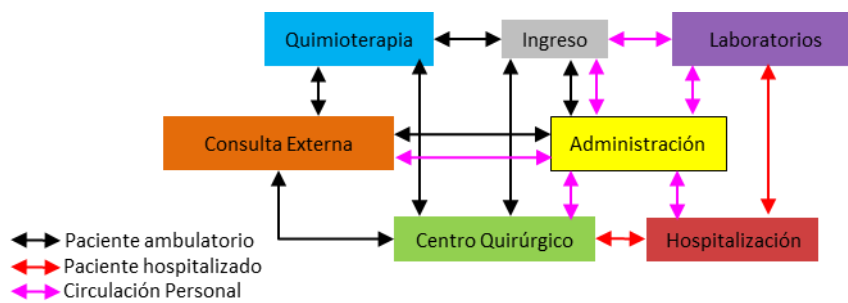 Quimioterapia
Ingreso
Laboratorios
Consulta Externa
Administración
Centro Quirúrgico
Hospitalización
Paciente ambulatorio
Paciente hospitalizado
Circulación Personal